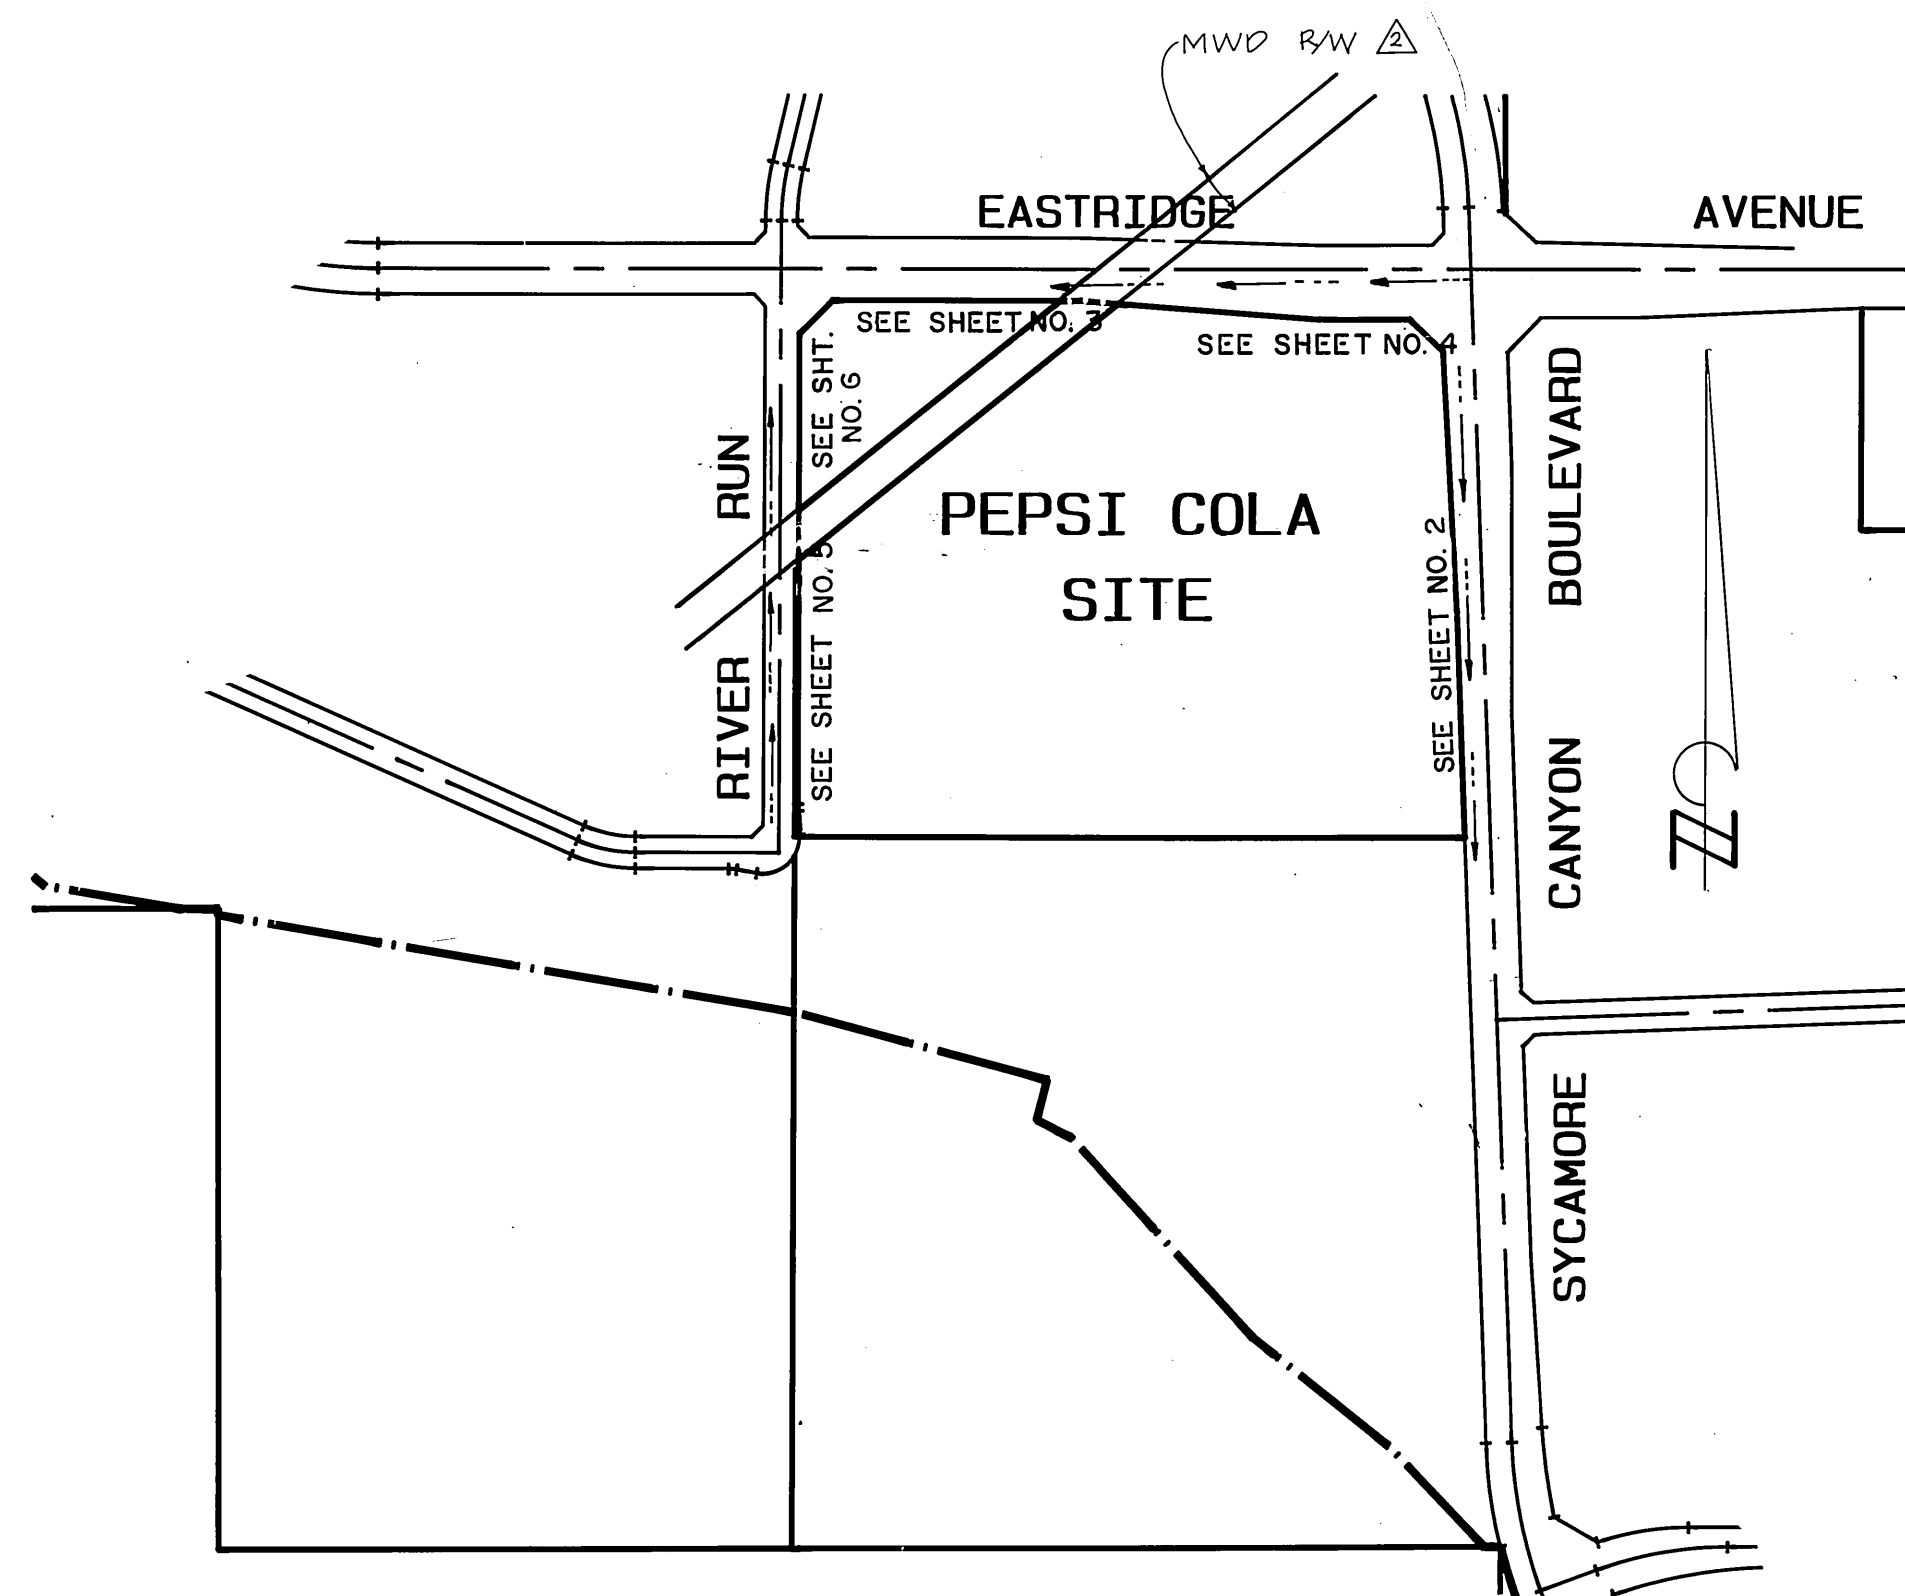 MWD R/W 2
EASTRIDGE AVENUE
SEE SHEET NO. 3
SEE SHEET NO. 4
SEE SHT.
NO. 6
RIVER RUN
SEE SHEET NO. 5
PEPSI COLA
SITE
SEE SHEET NO. 2
SYCAMORE CANYON BOULEVARD
N